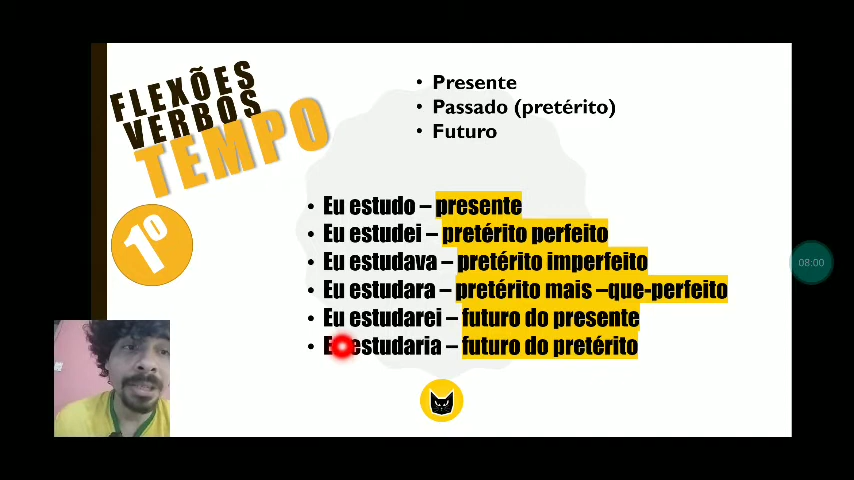 FLEXÕES
VERBOS
TEMPO
1º
• Presente
• Passado (pretérito)
• Futuro
• Eu estudo – presente
• Eu estudei – pretérito perfeito
• Eu estudava – pretérito imperfeito
• Eu estudara – pretérito mais –que-perfeito
• Eu estudarei – futuro do presente
• Eu estudaria – futuro do pretérito
08:00